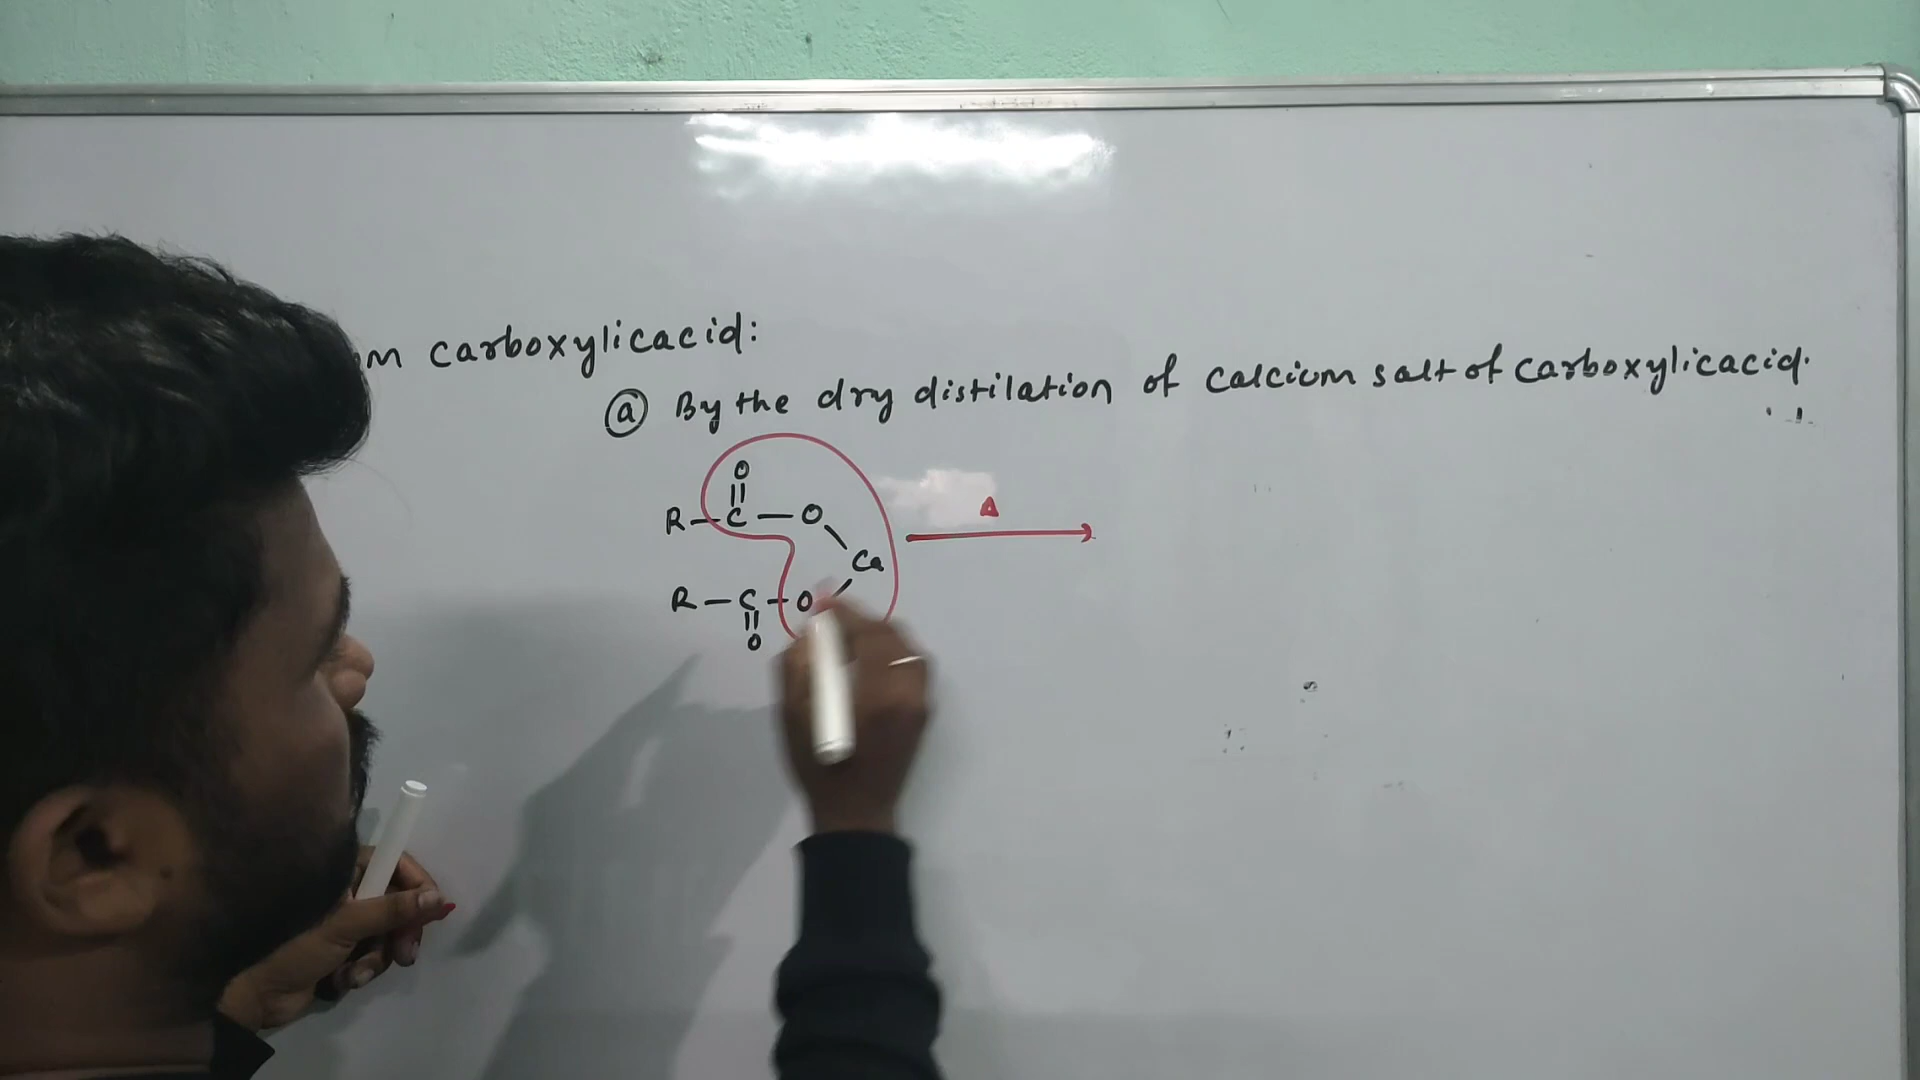 m carboxylicacid:
ⓐ By the dry distilation of calcium salt of carboxylicacid.
O
||
R—C—O
Ca
Δ
R—C—O
||
O